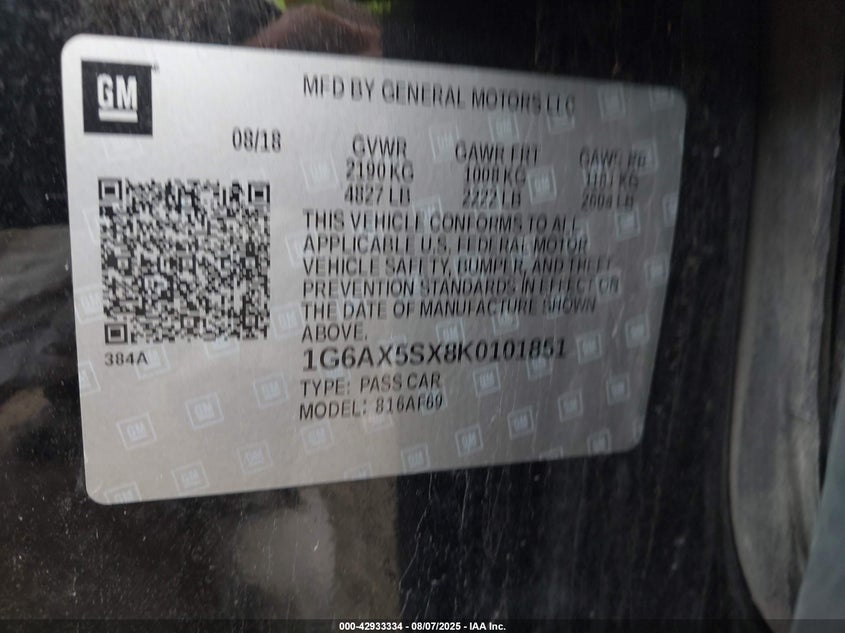 GM
MFD BY GENERAL MOTORS LLC
08/18
GVWR GAWR FRT GAWR RR
2190 KG 1008 KG 1181 KG
4827 LB 2222 LB 2604 LB
THIS VEHICLE CONFORMS TO ALL
APPLICABLE U.S. FEDERAL MOTOR
VEHICLE SAFETY, BUMPER, AND THEFT
PREVENTION STANDARDS IN EFFECT ON
THE DATE OF MANUFACTURE SHOWN
ABOVE.
384A
1G6AX5SX8K0101851
TYPE: PASS CAR
MODEL: 816AF69
000-42933334 - 08/07/2025 - IAA Inc.